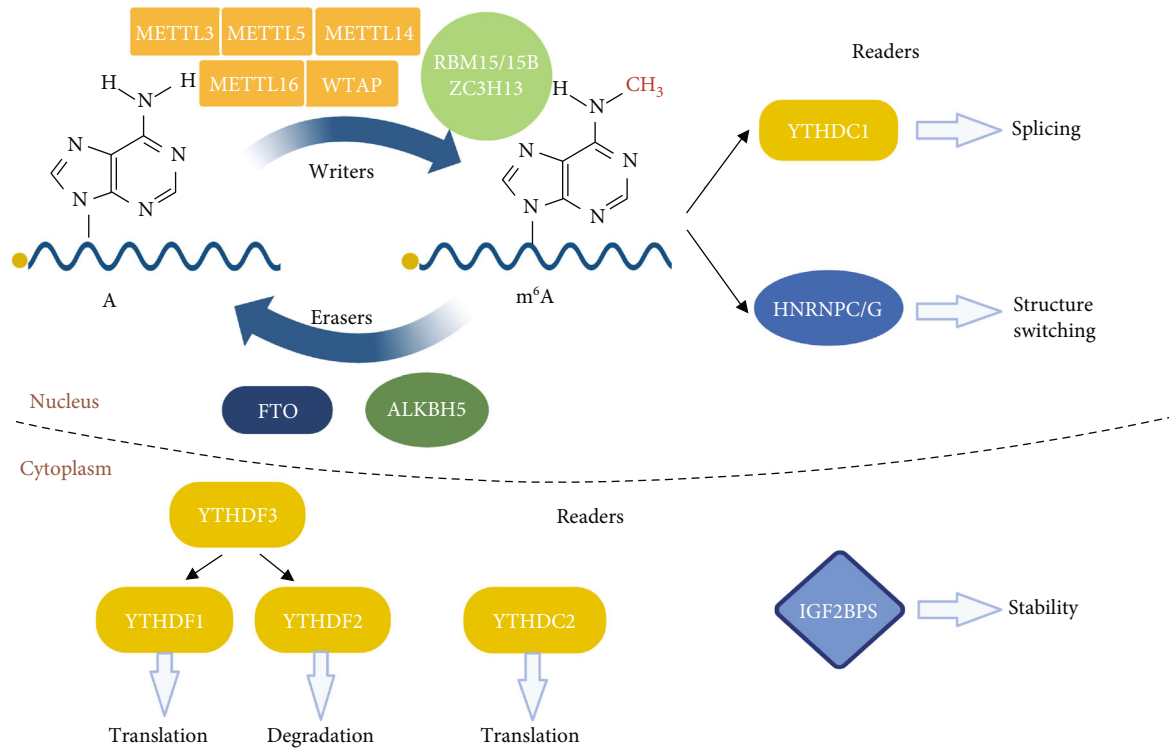 METTL3 METTL5 METTL14
METTL16 WTAP
RBM15/15B
ZC3H13
Readers
H H
N
N N
N N
Writers
H CH₃
N
N N
N N
YTHDC1
Splicing
A
m⁶A
HNRNPC/G
Structure
switching
Erasers
FTO
ALKBH5
Nucleus
Cytoplasm
YTHDF3
Readers
YTHDF1
YTHDF2
YTHDC2
IGF2BPS
Stability
Translation
Degradation
Translation